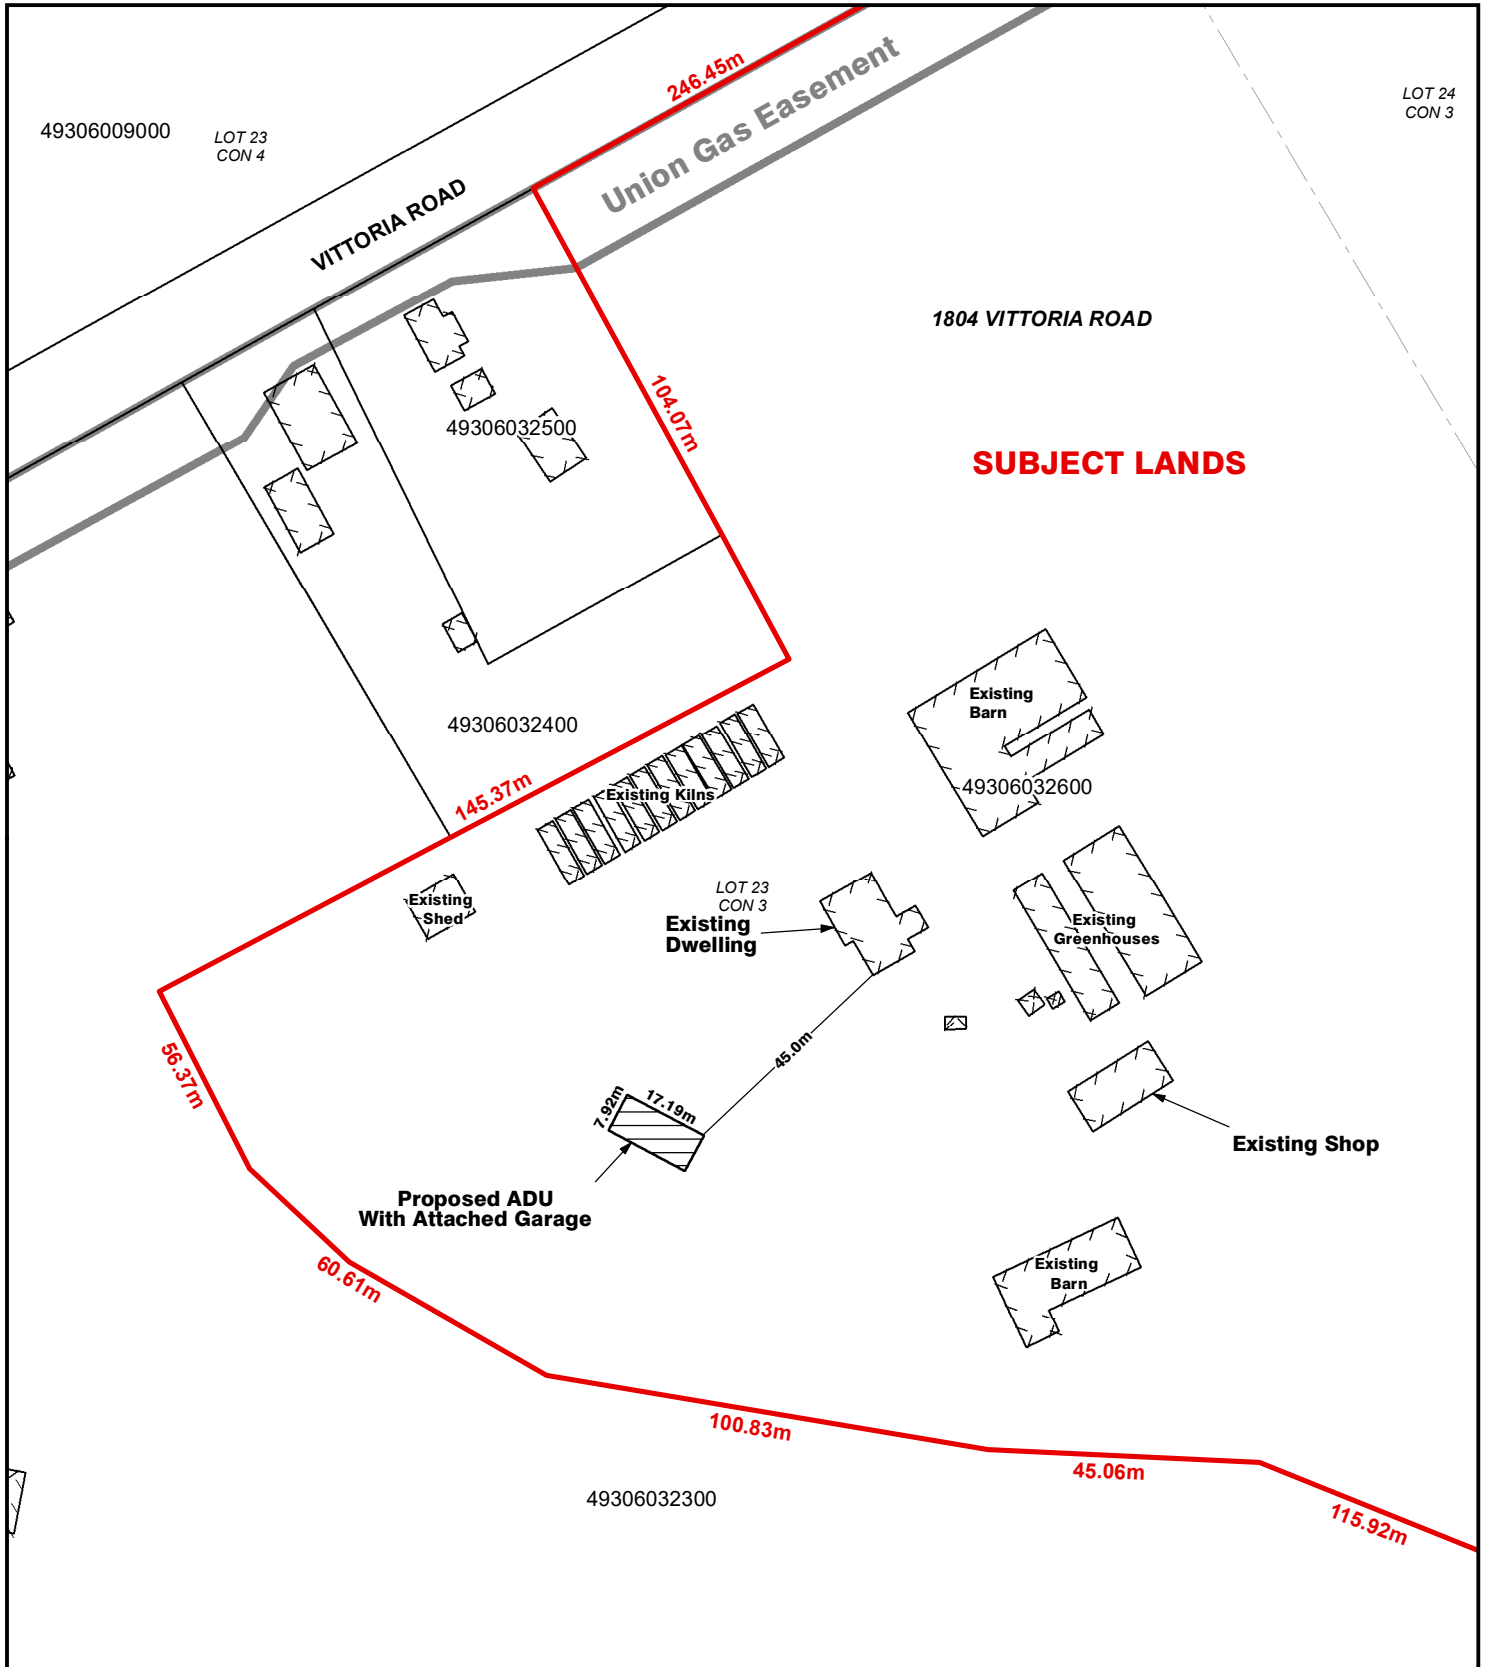 246.45m
Union Gas Easement
LOT 24
CON 3
49306009000
LOT 23
CON 4
VITTORIA ROAD
1804 VITTORIA ROAD
104.07m
49306032500
SUBJECT LANDS
Existing
Barn
49306032400
145.37m
Existing Kilns
49306032600
LOT 23
CON 3
Existing
Shed
Existing
Dwelling
Existing
Greenhouses
56.37m
45.0m
7.92m
17.19m
Existing Shop
Proposed ADU
With Attached Garage
60.61m
Existing
Barn
100.83m
45.06m
49306032300
115.92m